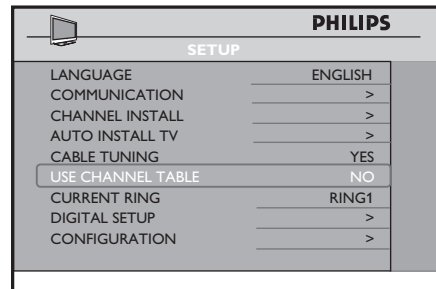 PHILIPS
SETUP
LANGUAGE ENGLISH
COMMUNICATION >
CHANNEL INSTALL >
AUTO INSTALL TV >
CABLE TUNING YES
USE CHANNEL TABLE NO
CURRENT RING RING1
DIGITAL SETUP >
CONFIGURATION >